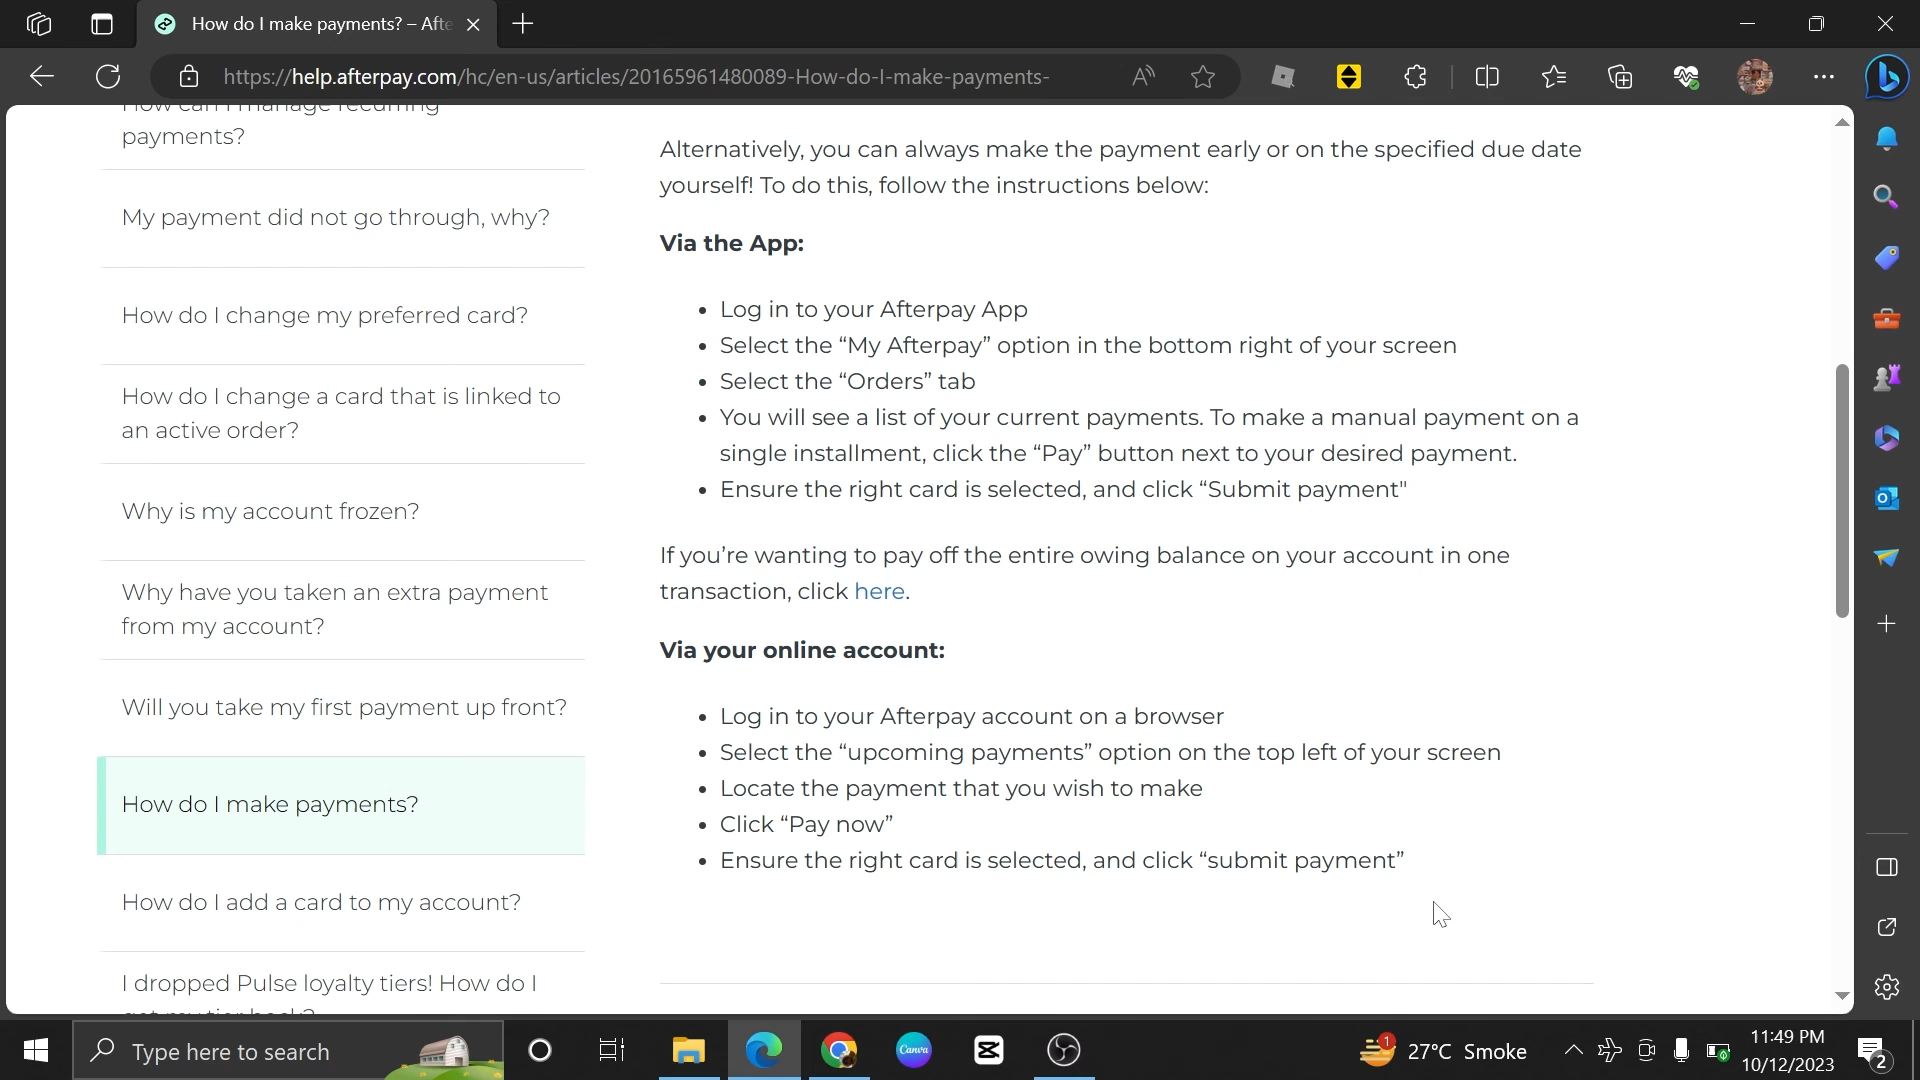 How do I make payments? – Afte
https://help.afterpay.com/hc/en-us/articles/20165961480089-How-do-I-make-payments-
How can I manage recurring
payments?
My payment did not go through, why?
How do I change my preferred card?
How do I change a card that is linked to
an active order?
Why is my account frozen?
Why have you taken an extra payment
from my account?
Will you take my first payment up front?
How do I make payments?
How do I add a card to my account?
I dropped Pulse loyalty tiers! How do I
get my tier back?
Alternatively, you can always make the payment early or on the specified due date
yourself! To do this, follow the instructions below:
Via the App:
• Log in to your Afterpay App
• Select the “My Afterpay” option in the bottom right of your screen
• Select the “Orders” tab
• You will see a list of your current payments. To make a manual payment on a
single installment, click the “Pay” button next to your desired payment.
• Ensure the right card is selected, and click “Submit payment"
If you’re wanting to pay off the entire owing balance on your account in one
transaction, click here.
Via your online account:
• Log in to your Afterpay account on a browser
• Select the “upcoming payments” option on the top left of your screen
• Locate the payment that you wish to make
• Click “Pay now”
• Ensure the right card is selected, and click “submit payment”
Type here to search
Canva
1
27°C Smoke
11:49 PM
10/12/2023
2